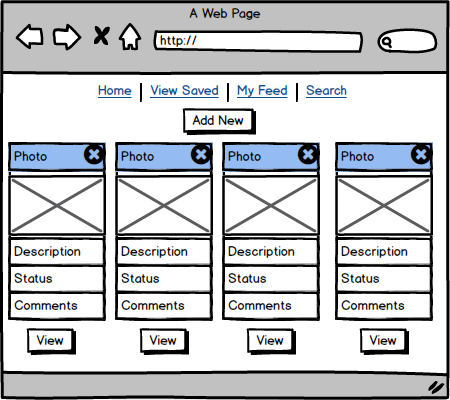 A Web Page
http://
Home View Saved My Feed Search
Add New
Photo Photo Photo Photo
Description Description Description Description
Status Status Status Status
Comments Comments Comments Comments
View View View View